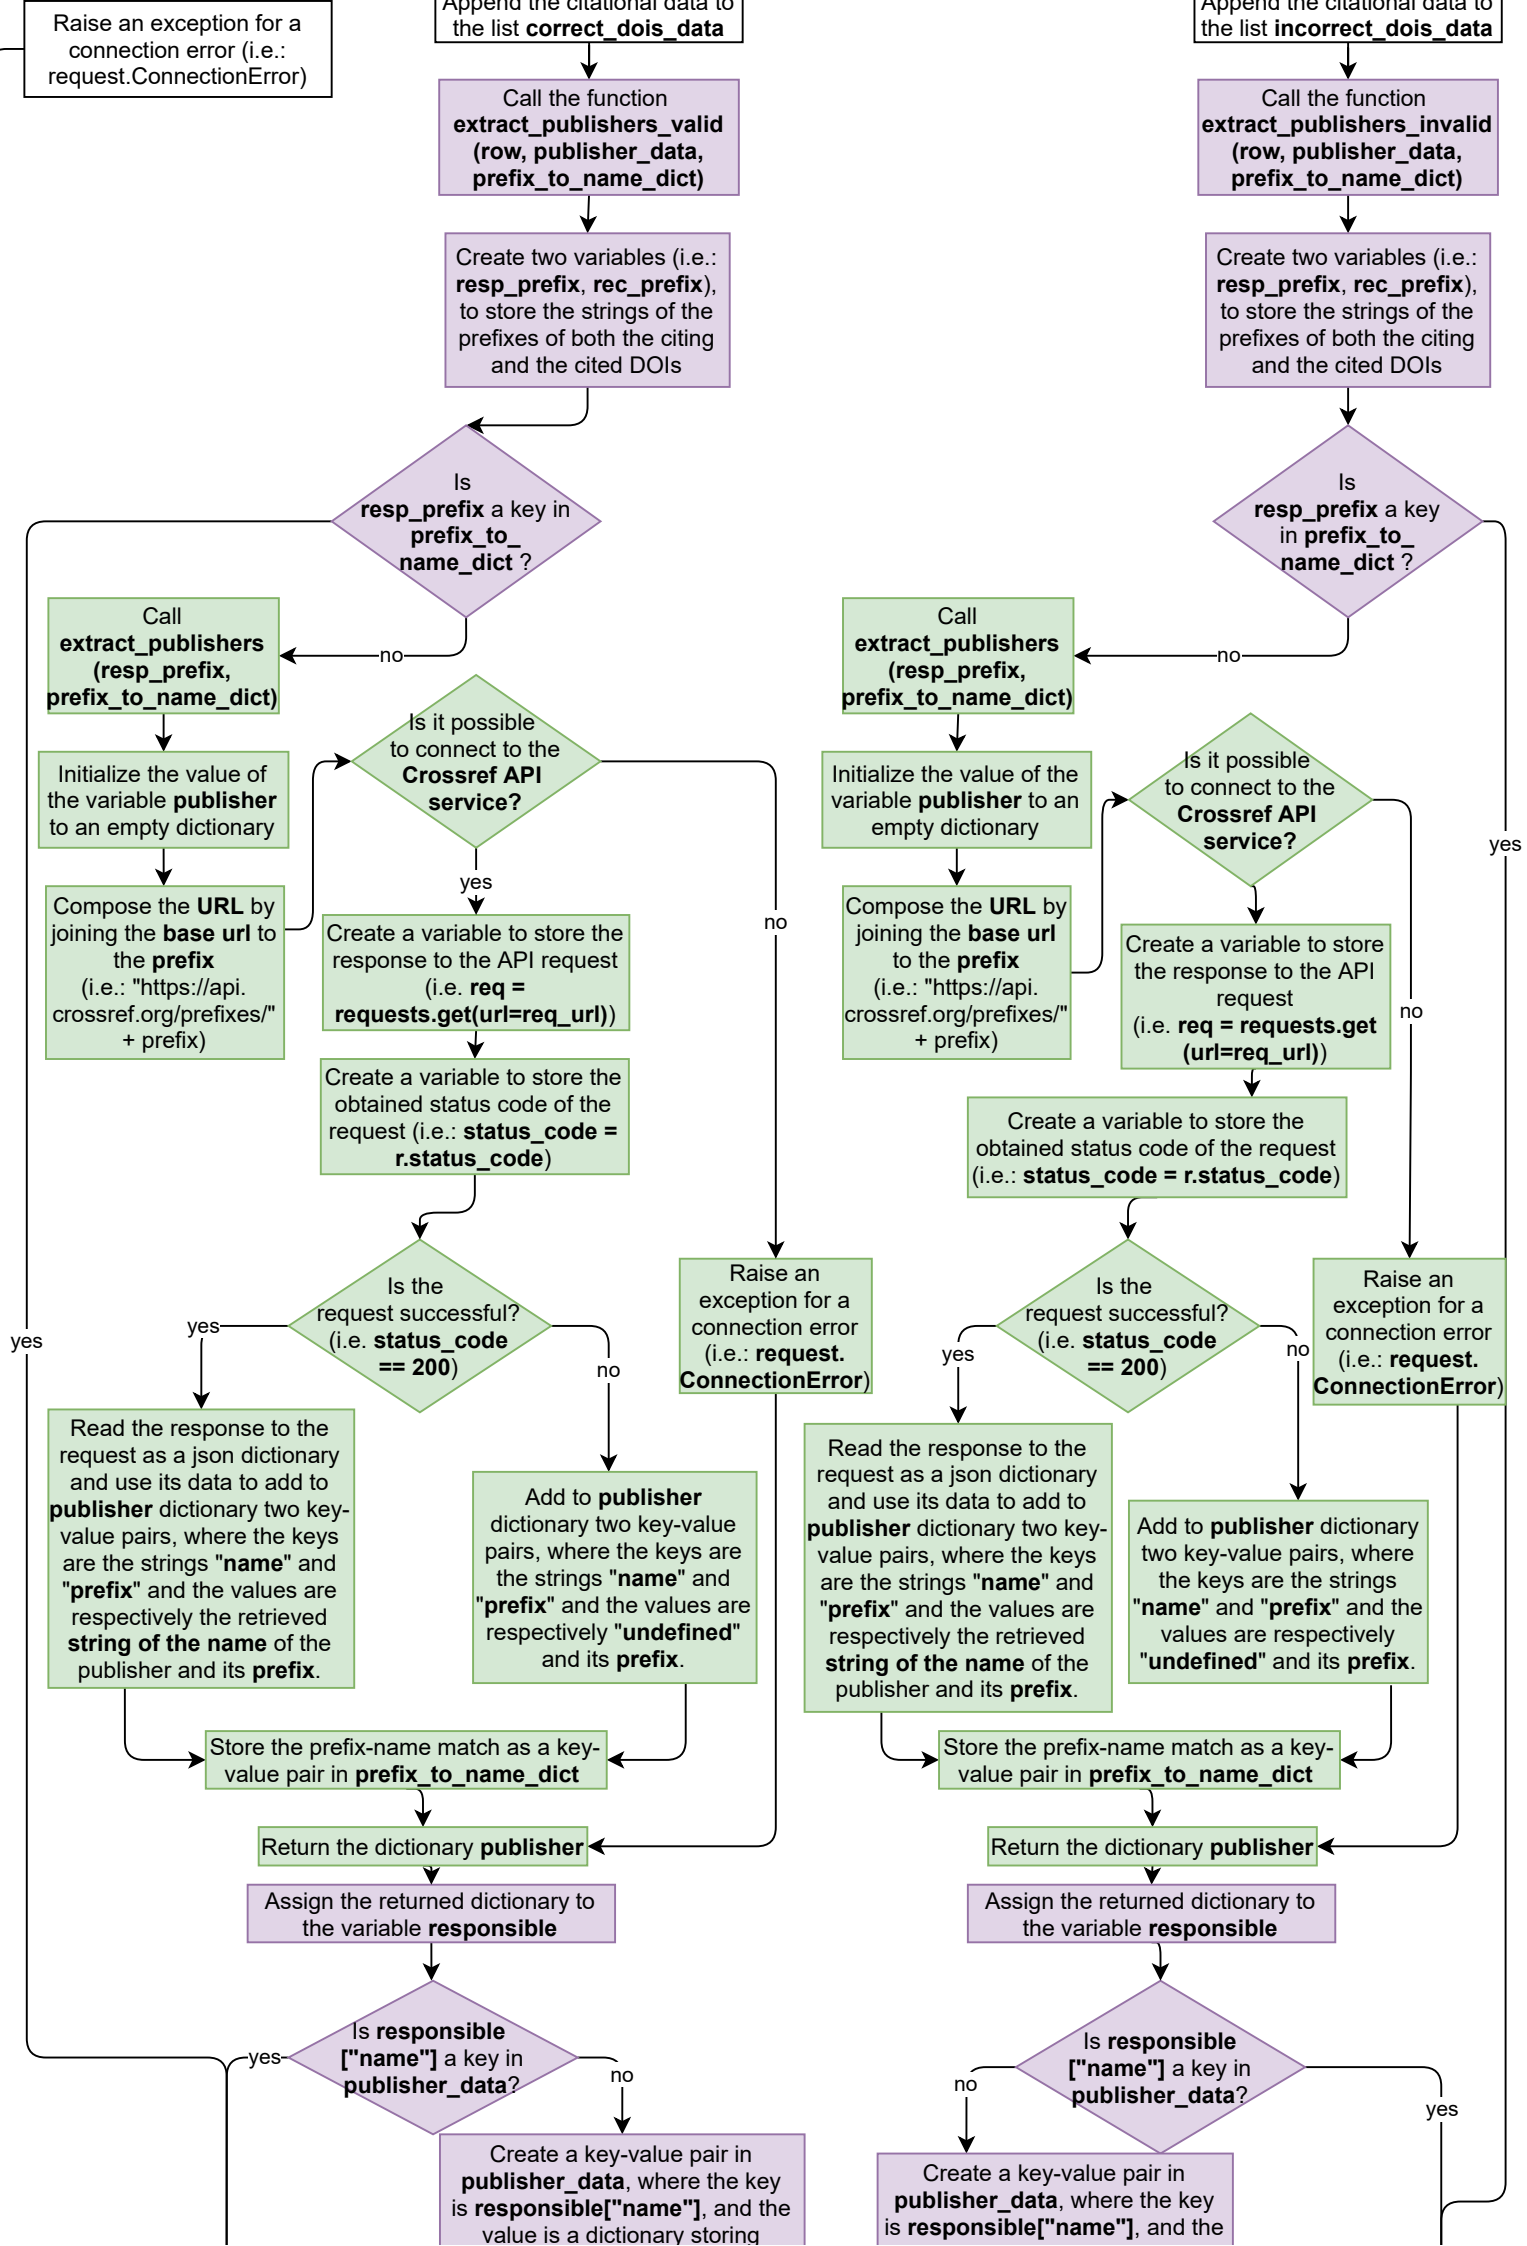 Raise an exception for a
connection error (i.e.:
request.ConnectionError)
Append the citational data to
the list correct_dois_data
Call the function
extract_publishers_valid
(row, publisher_data,
prefix_to_name_dict)
Create two variables (i.e.:
resp_prefix, rec_prefix),
to store the strings of the
prefixes of both the citing
and the cited DOIs
Is
resp_prefix a key in
prefix_to_
name_dict ?
no
yes
Call
extract_publishers
(resp_prefix,
prefix_to_name_dict)
Initialize the value of
the variable publisher
to an empty dictionary
Compose the URL by
joining the base url to
the prefix
(i.e.: "https://api.
crossref.org/prefixes/"
+ prefix)
Is it possible
to connect to the
Crossref API
service?
yes
no
Create a variable to store the
response to the API request
(i.e. req =
requests.get(url=req_url))
Create a variable to store the
obtained status code of the
request (i.e.: status_code =
r.status_code)
Is the
request successful?
(i.e. status_code
== 200)
yes
no
Raise an
exception for a
connection error
(i.e.: request.
ConnectionError)
Read the response to the
request as a json dictionary
and use its data to add to
publisher dictionary two key-
value pairs, where the keys
are the strings "name" and
"prefix" and the values are
respectively the retrieved
string of the name of the
publisher and its prefix.
Add to publisher
dictionary two key-value
pairs, where the keys are
the strings "name" and
"prefix" and the values are
respectively "undefined"
and its prefix.
Store the prefix-name match as a key-
value pair in prefix_to_name_dict
Return the dictionary publisher
Assign the returned dictionary to
the variable responsible
Is responsible
["name"] a key in
publisher_data?
yes
no
Create a key-value pair in
publisher_data, where the key
is responsible["name"], and the
value is a dictionary storing
Append the citational data to
the list incorrect_dois_data
Call the function
extract_publishers_invalid
(row, publisher_data,
prefix_to_name_dict)
Create two variables (i.e.:
resp_prefix, rec_prefix),
to store the strings of the
prefixes of both the citing
and the cited DOIs
Is
resp_prefix a key
in prefix_to_
name_dict ?
no
yes
Call
extract_publishers
(resp_prefix,
prefix_to_name_dict)
Initialize the value of the
variable publisher to an
empty dictionary
Compose the URL by
joining the base url
to the prefix
(i.e.: "https://api.
crossref.org/prefixes/"
+ prefix)
Is it possible
to connect to the
Crossref API
service?
no
Create a variable to store
the response to the API
request
(i.e. req = requests.get
(url=req_url))
Create a variable to store the
obtained status code of the request
(i.e.: status_code = r.status_code)
Is the
request successful?
(i.e. status_code
== 200)
yes
no
Raise an
exception for a
connection error
(i.e.: request.
ConnectionError)
Read the response to the
request as a json dictionary
and use its data to add to
publisher dictionary two key-
value pairs, where the keys
are the strings "name" and
"prefix" and the values are
respectively the retrieved
string of the name of the
publisher and its prefix.
Add to publisher dictionary
two key-value pairs, where
the keys are the strings
"name" and "prefix" and the
values are respectively
"undefined" and its prefix.
Store the prefix-name match as a key-
value pair in prefix_to_name_dict
Return the dictionary publisher
Assign the returned dictionary to
the variable responsible
Is responsible
["name"] a key in
publisher_data?
no
yes
Create a key-value pair in
publisher_data, where the key
is responsible["name"], and the